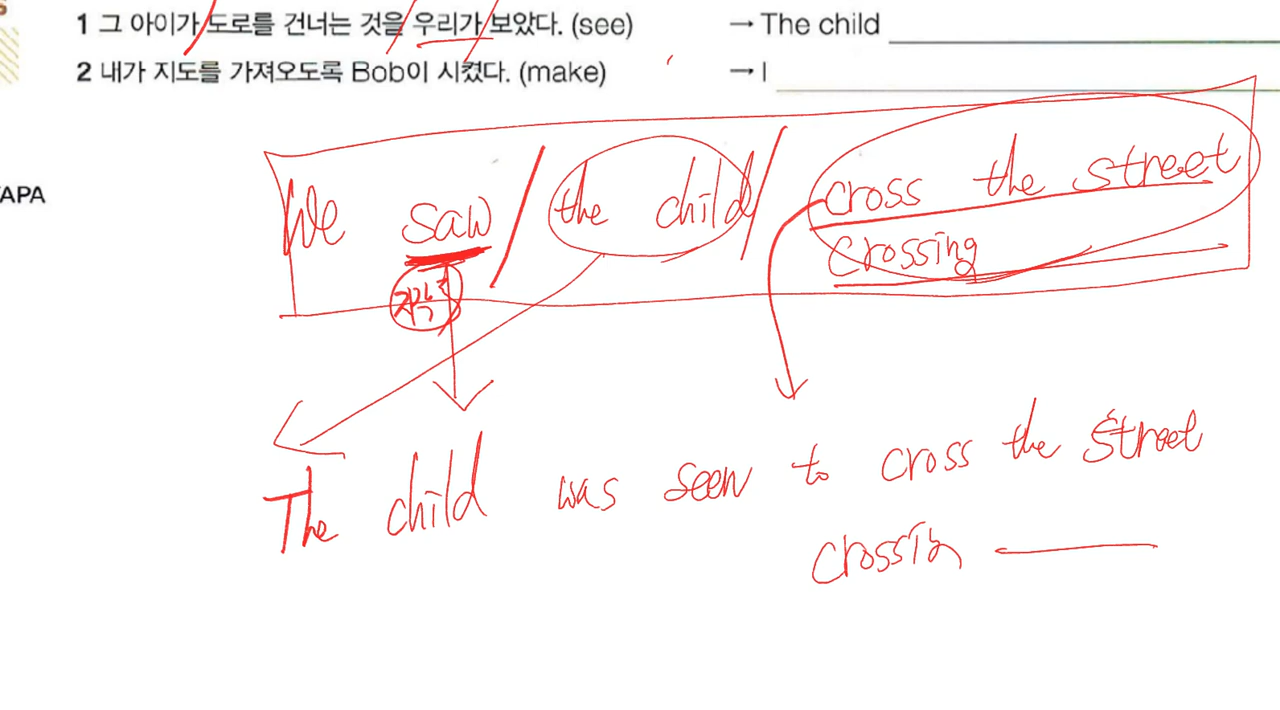 1 그 아이가 도로를 건너는 것을 우리가 보았다. (see) → The child
2 내가 지도를 가져오도록 Bob이 시켰다. (make) → I
APA
We saw / the child / cross the street
crossing
지각V
The child was seen to cross the street
crossing